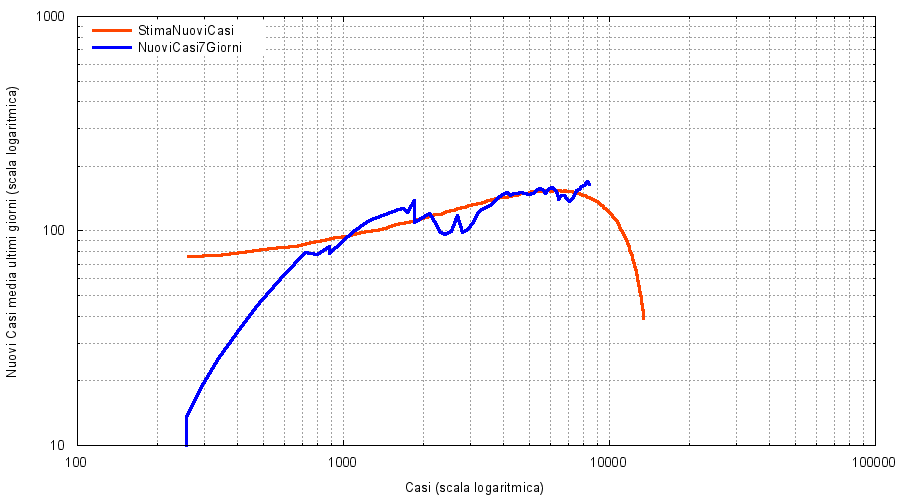 1000
100
10
StimaNuoviCasi
NuoviCasi7Giorni
Nuovi Casi media ultimi giorni (scala logaritmica)
100
1000
10000
100000
Casi (scala logaritmica)